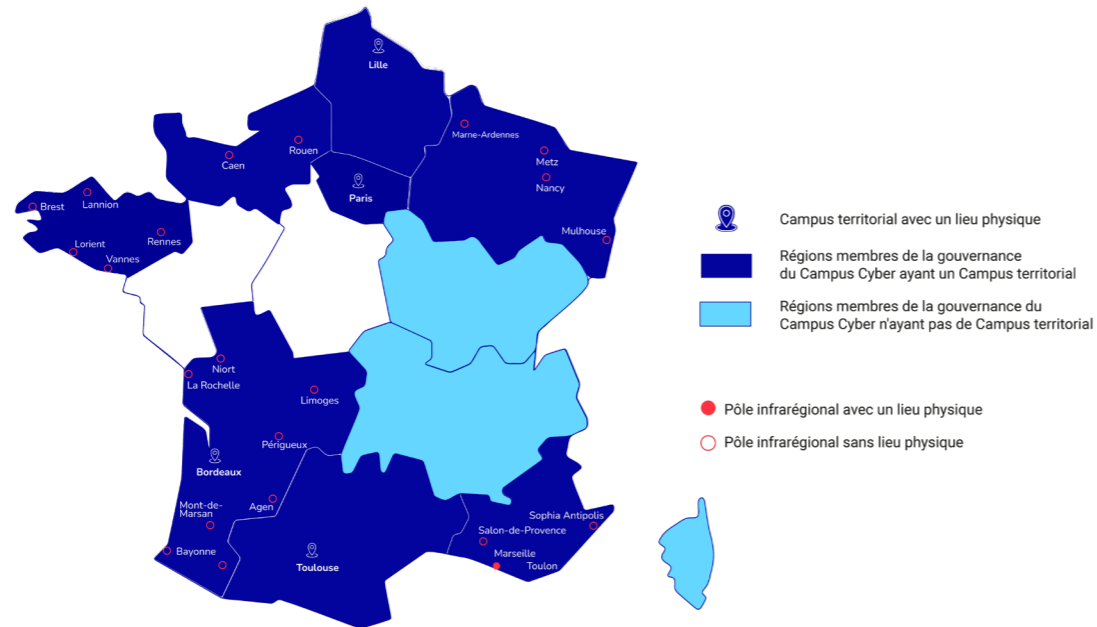 Lille
Marne-Ardennes
Rouen
Caen
Metz
Nancy
Paris
Brest
Lannion
Mulhouse
Rennes
Lorient
Vannes
Niort
La Rochelle
Limoges
Périgueux
Bordeaux
Agen
Mont-de-
Marsan
Bayonne
Toulouse
Sophia Antipolis
Salon-de-Provence
Marseille
Toulon
Campus territorial avec un lieu physique
Régions membres de la gouvernance
du Campus Cyber ayant un Campus territorial
Régions membres de la gouvernance du
Campus Cyber n'ayant pas de Campus territorial
Pôle infrarégional avec un lieu physique
Pôle infrarégional sans lieu physique